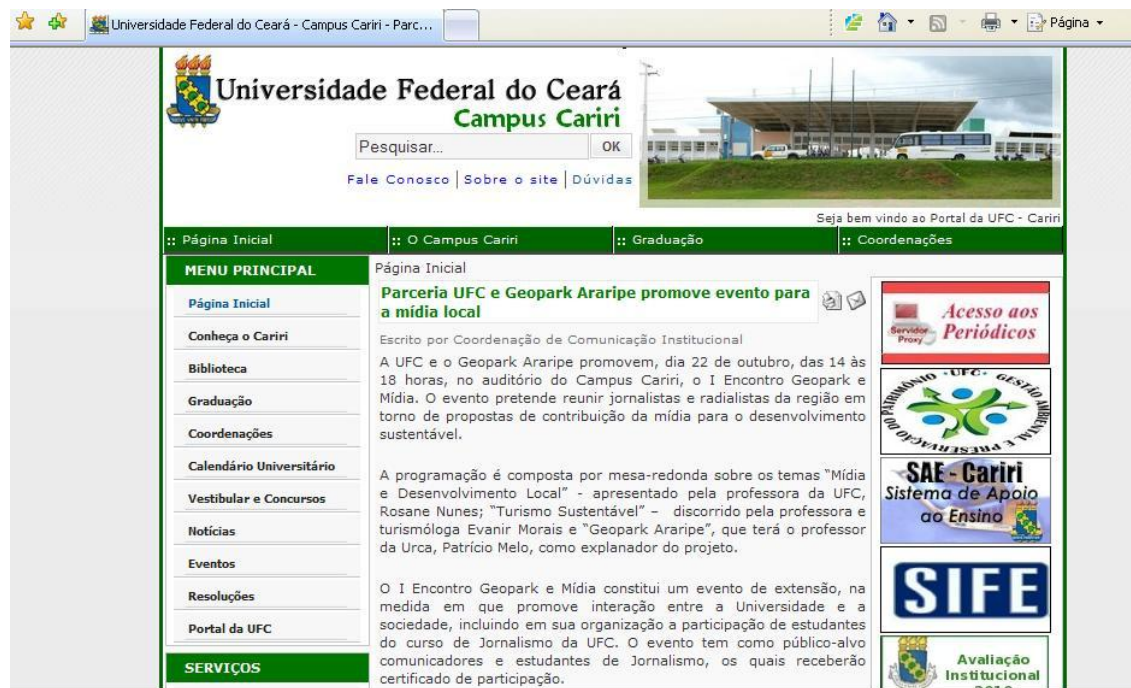 Universidade Federal do Ceará - Campus Cariri - Parc...
Página
Universidade Federal do Ceará
Campus Cariri
Pesquisar...
OK
Fale Conosco | Sobre o site | Dúvidas
Seja bem vindo ao Portal da UFC - Cariri
:: Página Inicial
:: O Campus Cariri
:: Graduação
:: Coordenações
MENU PRINCIPAL
Página Inicial
Conheça o Cariri
Biblioteca
Graduação
Coordenações
Calendário Universitário
Vestibular e Concursos
Notícias
Eventos
Resoluções
Portal da UFC
SERVIÇOS
Página Inicial
Parceria UFC e Geopark Araripe promove evento para
a mídia local
Escrito por Coordenação de Comunicação Institucional
A UFC e o Geopark Araripe promovem, dia 22 de outubro, das 14 às
18 horas, no auditório do Campus Cariri, o I Encontro Geopark e
Mídia. O evento pretende reunir jornalistas e radialistas da região em
torno de propostas de contribuição da mídia para o desenvolvimento
sustentável.
A programação é composta por mesa-redonda sobre os temas “Mídia
e Desenvolvimento Local” - apresentado pela professora da UFC,
Rosane Nunes; “Turismo Sustentável” – discorrido pela professora e
turismóloga Evanir Morais e “Geopark Araripe”, que terá o professor
da Urca, Patrício Melo, como explanador do projeto.
O I Encontro Geopark e Mídia constitui um evento de extensão, na
medida em que promove interação entre a Universidade e a
sociedade, incluindo em sua organização a participação de estudantes
do curso de Jornalismo da UFC. O evento tem como público-alvo
comunicadores e estudantes de Jornalismo, os quais receberão
certificado de participação.
Acesso aos
Periódicos
Servidor
Proxy
UFC - GESTÃO AMBIENTAL E PRESERVAÇÃO DO PATRIMÔNIO
SAE - Cariri
Sistema de Apoio
ao Ensino
SIFE
Avaliação
Institucional
2010